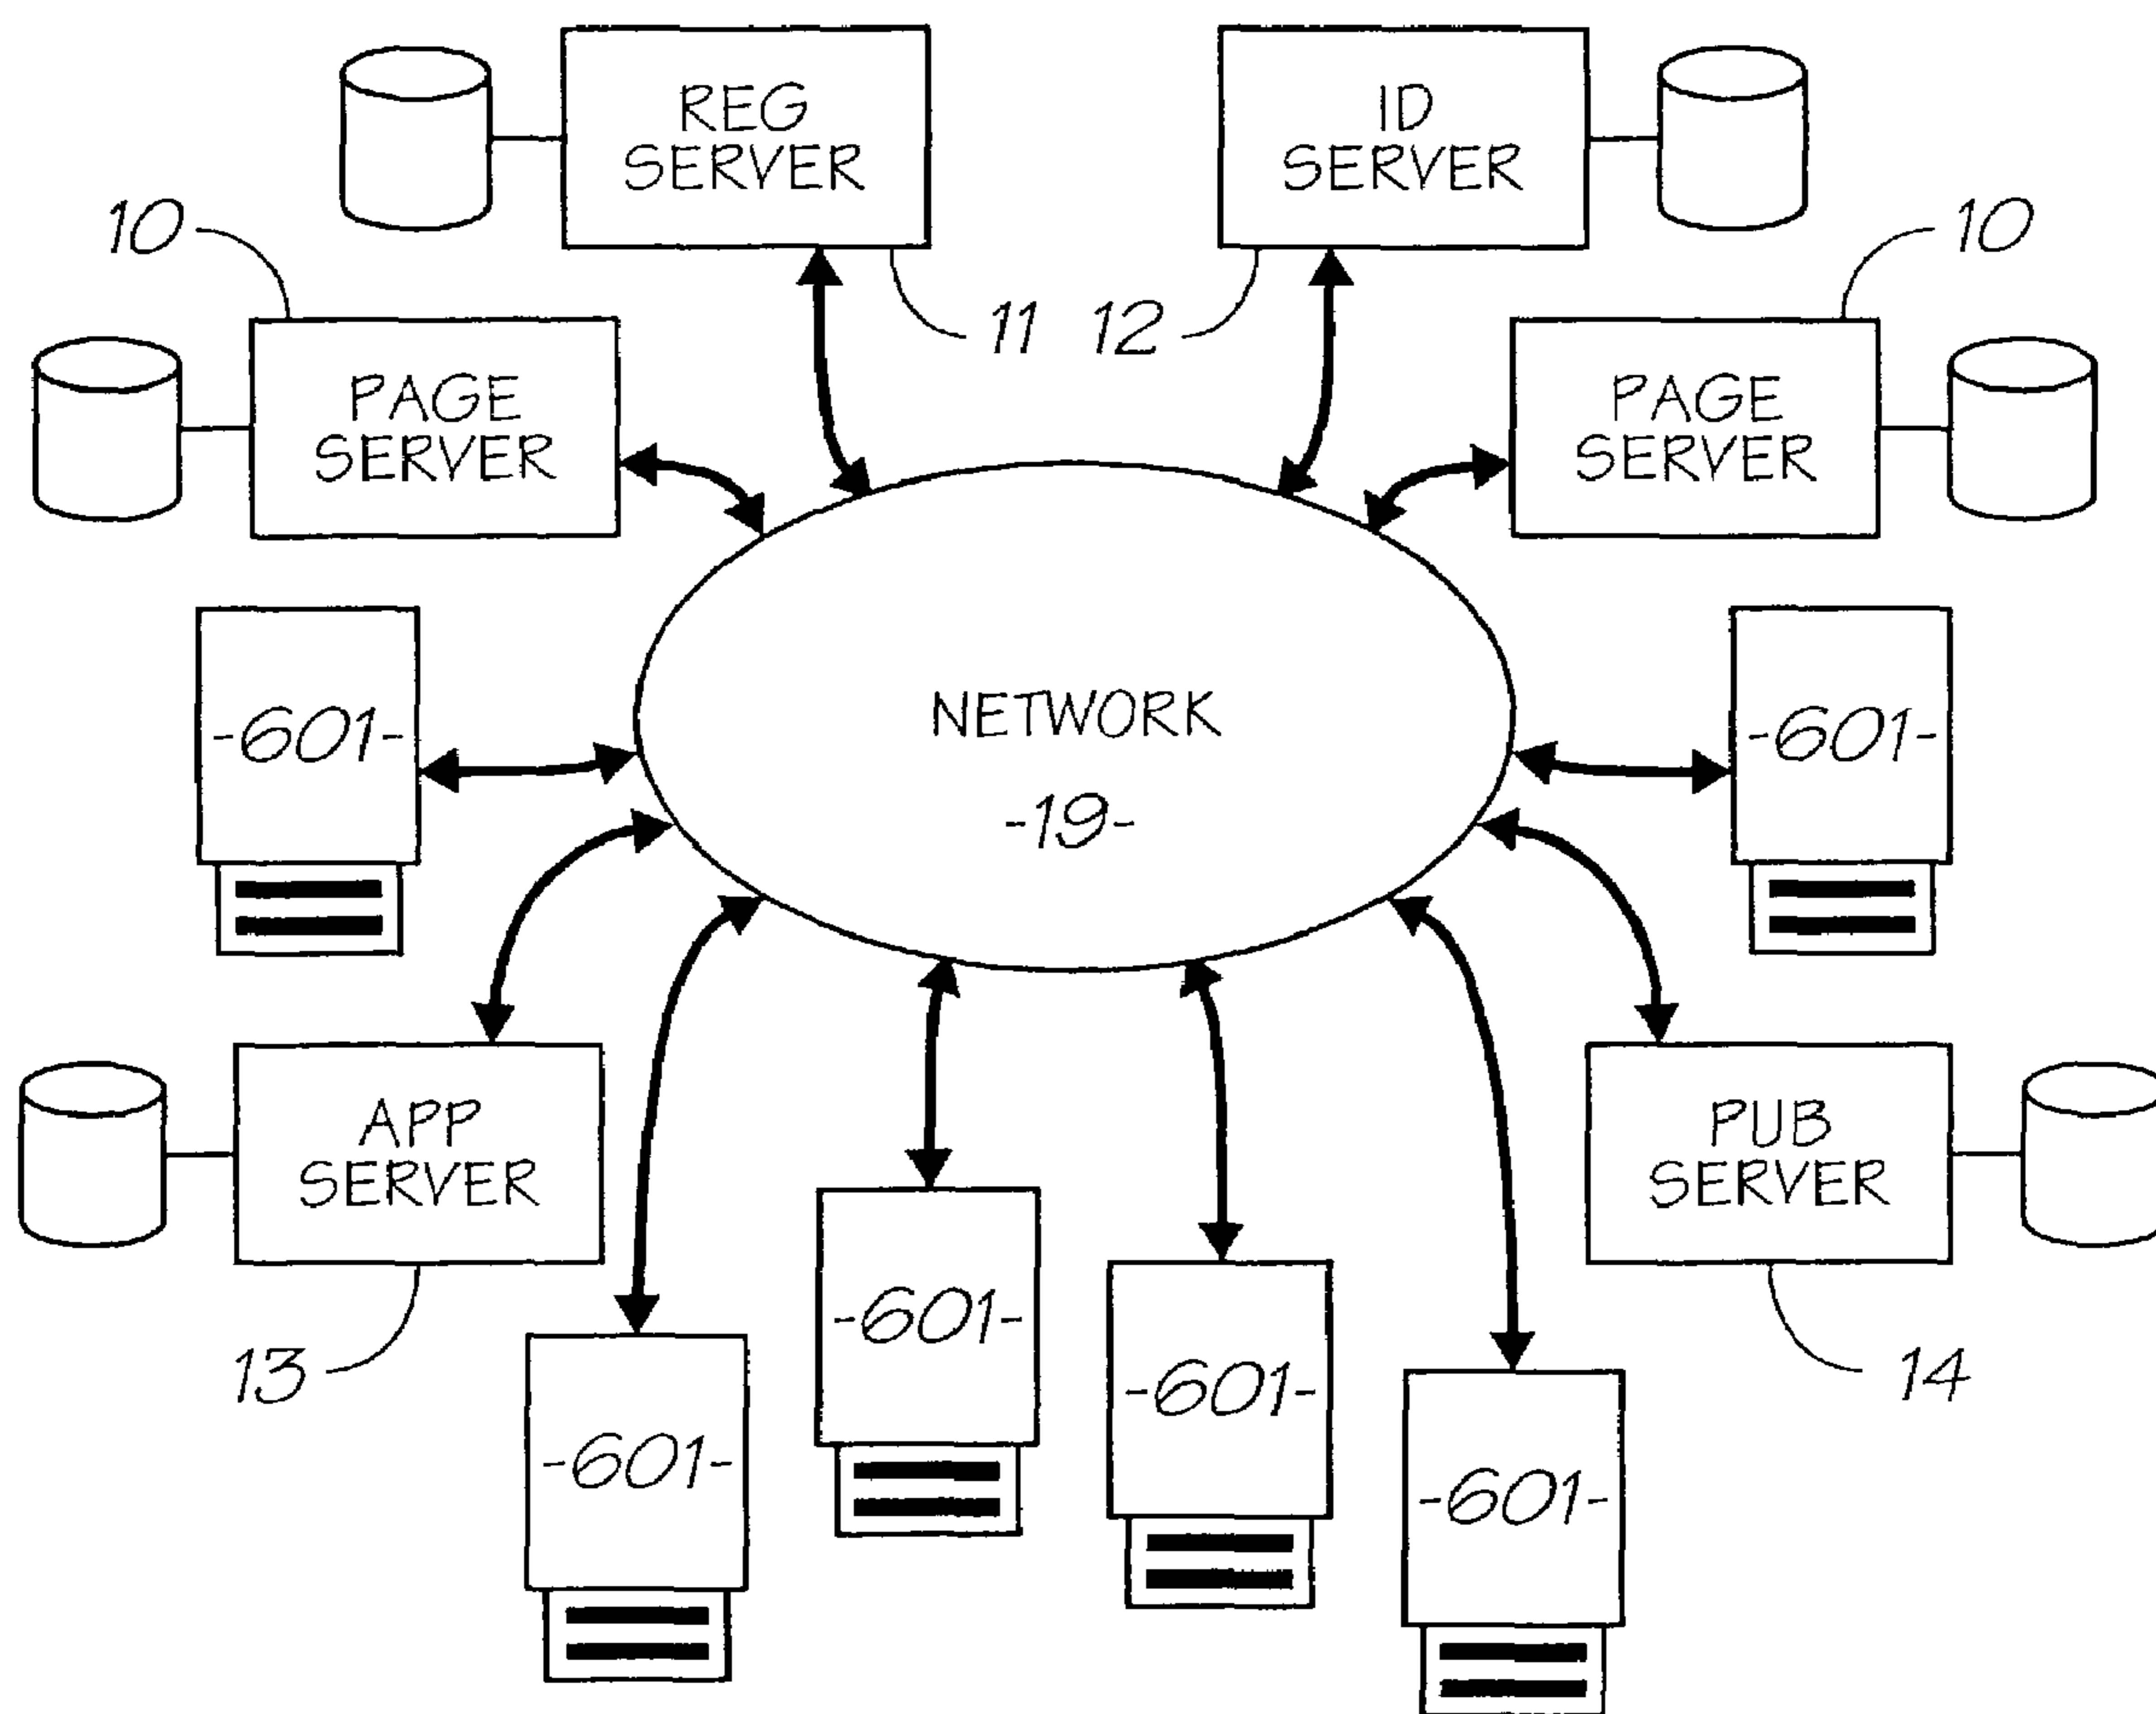 REG
SERVER
ID
SERVER
10
10
11
12
PAGE
SERVER
PAGE
SERVER
-601-
NETWORK
-19-
-601-
APP
SERVER
PUB
SERVER
13
-601-
-601-
-601-
-601-
14